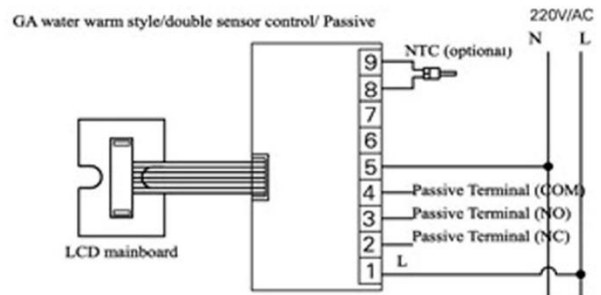 GA water warm style/double sensor control/ Passive
220V/AC
N L
NTC (optional)
9
8
7
6
5
4 Passive Terminal (COM)
3 Passive Terminal (NO)
2 Passive Terminal (NC)
1 L
LCD mainboard